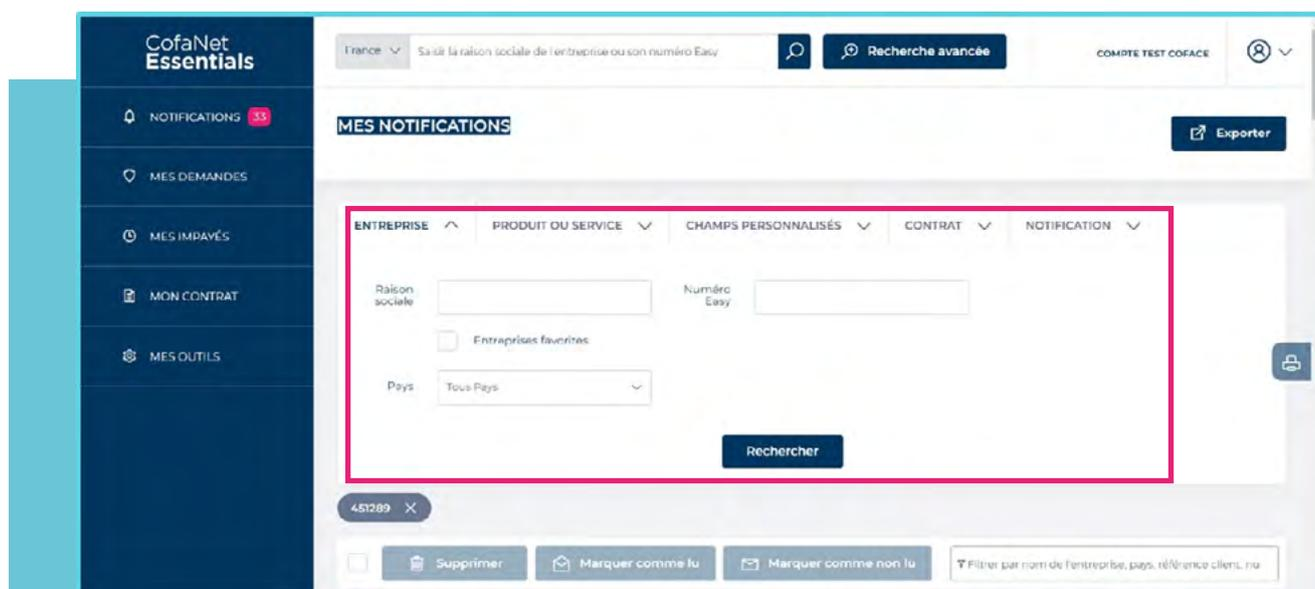 CofaNet
Essentials
France
Saisir la raison sociale de l'entreprise ou son numéro Easy
Recherche avancée
COMPTE TEST COFACE
NOTIFICATIONS 33
MES DEMANDES
MES IMPAYÉS
MON CONTRAT
MES OUTILS
MES NOTIFICATIONS
Exporter
ENTREPRISE
PRODUIT OU SERVICE
CHAMPS PERSONNALISÉS
CONTRAT
NOTIFICATION
Raison
sociale
Numéro
Easy
Entreprises favorites
Pays
Tous Pays
Rechercher
451289
Supprimer
Marquer comme lu
Marquer comme non lu
Filtrer par nom de l'entreprise, pays, référence client, nu